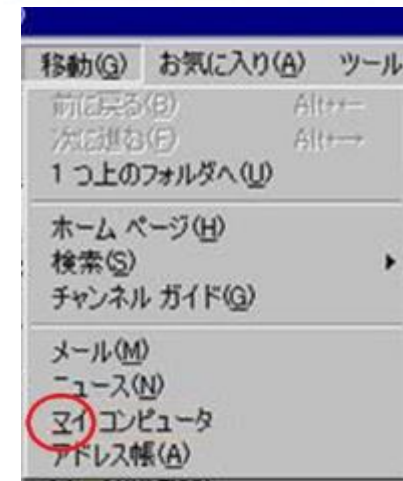 移動(G) お気に入り(A) ツール
前に戻る(B) Alt+←
次に進む(F) Alt+→
1 つ上のフォルダへ(U)
ホーム ページ(H)
検索(S)
チャンネル ガイド(G)
メール(M)
ニュース(N)
マイ コンピュータ
アドレス帳(A)